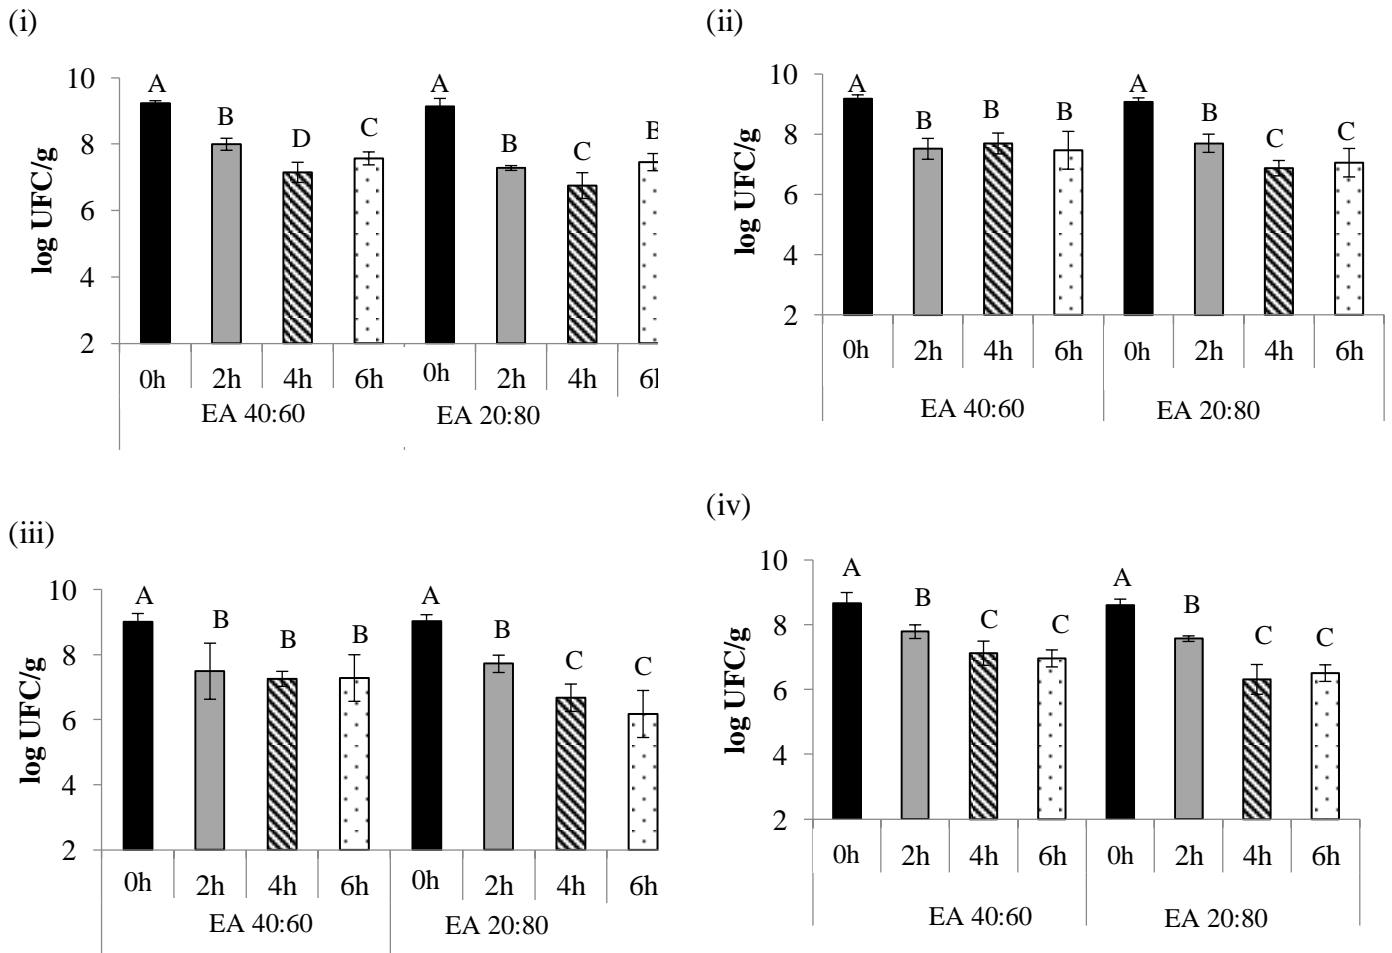 (i)
log UFC/g
10
8
6
4
2
A B D C A B C B
0h 2h 4h 6h 0h 2h 4h
EA 40:60 EA 20:80
(ii)
log UFC/g
10
8
6
4
2
A B B B A B C C
0h 2h 4h 6h 0h 2h 4h 6h
EA 40:60 EA 20:80
(iii)
log UFC/g
10
8
6
4
2
A B B B A B C C
0h 2h 4h 6h 0h 2h 4h 6h
EA 40:60 EA 20:80
(iv)
log UFC/g
10
8
6
4
2
A B C C A B C C
0h 2h 4h 6h 0h 2h 4h 6h
EA 40:60 EA 20:80